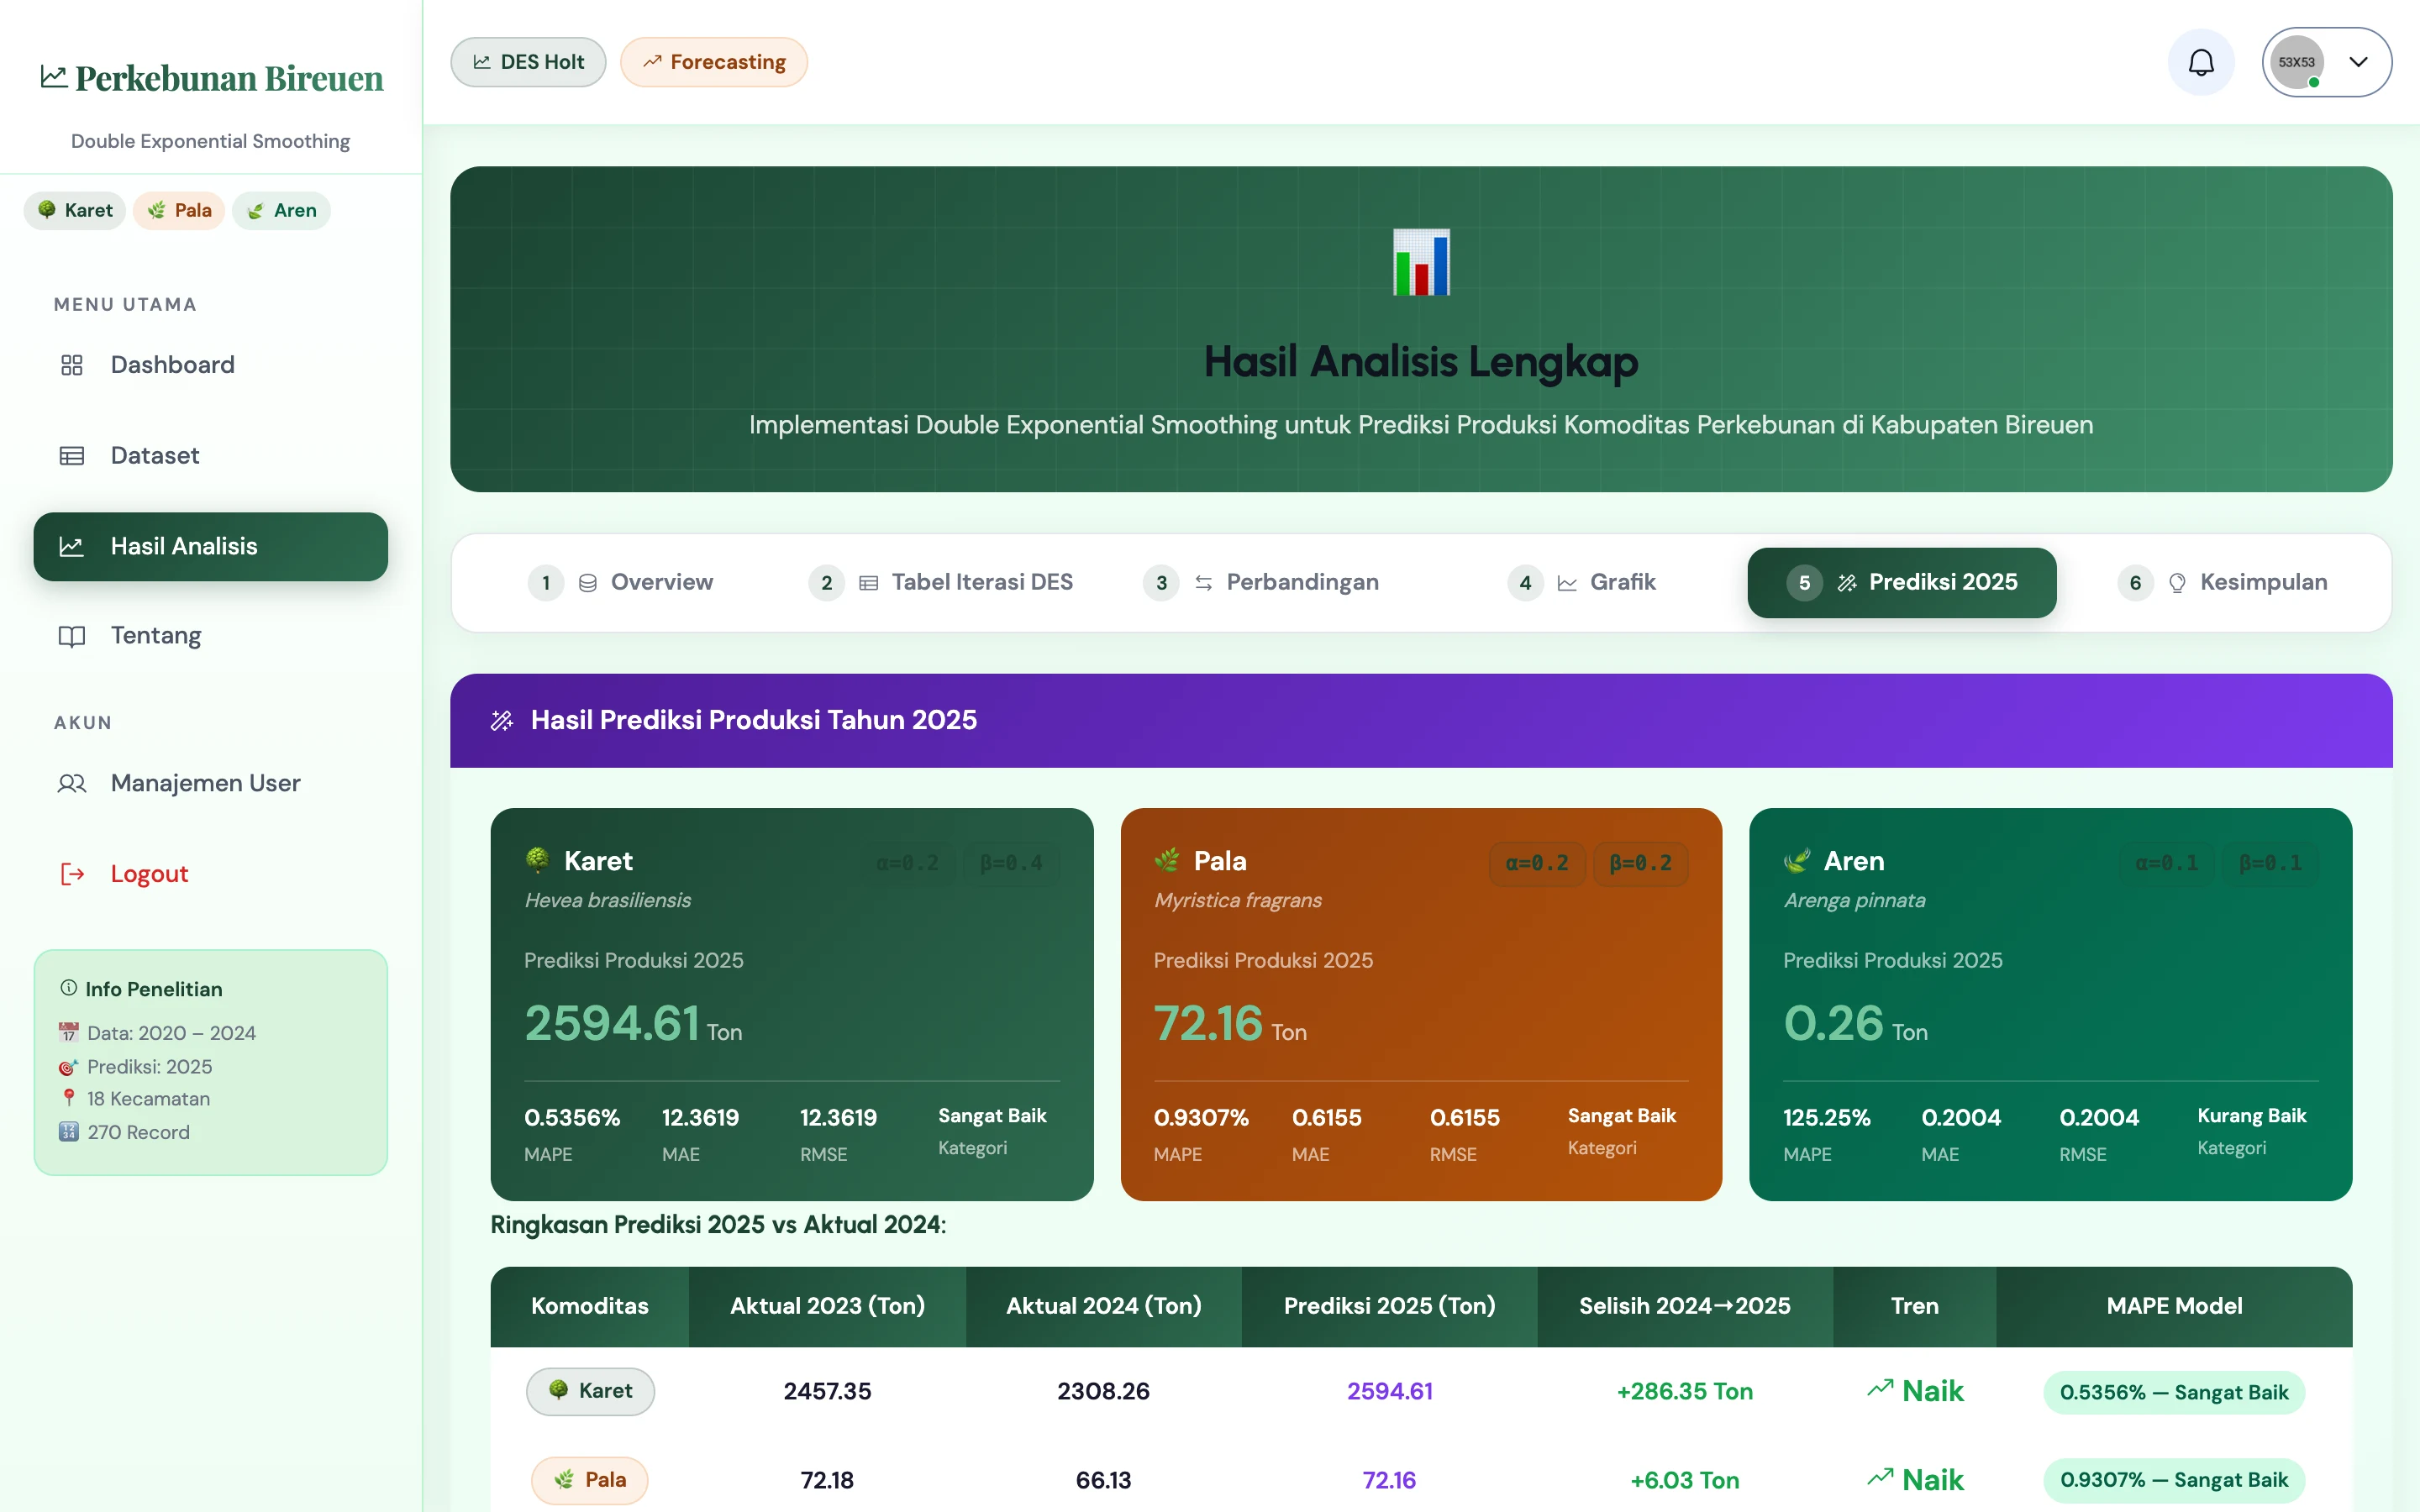 Perkebunan Bireuen
Double Exponential Smoothing
Karet Pala Aren
MENU UTAMA
Dashboard
Dataset
Hasil Analisis
Tentang
AKUN
Manajemen User
Logout
Info Penelitian
Data: 2020 – 2024
Prediksi: 2025
18 Kecamatan
270 Record
DES Holt Forecasting
53X53
Hasil Analisis Lengkap
Implementasi Double Exponential Smoothing untuk Prediksi Produksi Komoditas Perkebunan di Kabupaten Bireuen
1 Overview 2 Tabel Iterasi DES 3 Perbandingan 4 Grafik 5 Prediksi 2025 6 Kesimpulan
Hasil Prediksi Produksi Tahun 2025
Karet α=0.2 β=0.4
Hevea brasiliensis
Prediksi Produksi 2025
2594.61 Ton
0.5356% 12.3619 12.3619 Sangat Baik
MAPE MAE RMSE Kategori
Pala α=0.2 β=0.2
Myristica fragrans
Prediksi Produksi 2025
72.16 Ton
0.9307% 0.6155 0.6155 Sangat Baik
MAPE MAE RMSE Kategori
Aren α=0.1 β=0.1
Arenga pinnata
Prediksi Produksi 2025
0.26 Ton
125.25% 0.2004 0.2004 Kurang Baik
MAPE MAE RMSE Kategori
Ringkasan Prediksi 2025 vs Aktual 2024:
Komoditas Aktual 2023 (Ton) Aktual 2024 (Ton) Prediksi 2025 (Ton) Selisih 2024→2025 Tren MAPE Model
Karet 2457.35 2308.26 2594.61 +286.35 Ton Naik 0.5356% — Sangat Baik
Pala 72.18 66.13 72.16 +6.03 Ton Naik 0.9307% — Sangat Baik